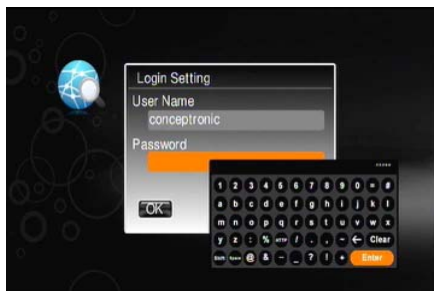 Login Setting
User Name
conceptronic
Password
OK
1 2 3 4 5 6 7 8 9 0 = #
a b c d e f g h i j k l
m n o p q r s t u v w x
y z : % HTTP / . , ~ ← Clear
Shift Space @ & - _ ? ! + Enter